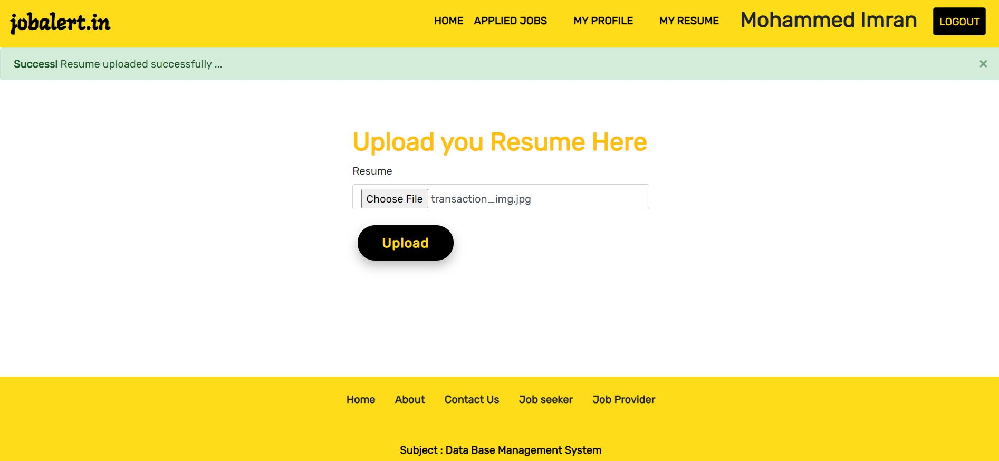 jobalert.in
HOME APPLIED JOBS MY PROFILE MY RESUME Mohammed Imran LOGOUT
Success! Resume uploaded successfully ... ×
Upload you Resume Here
Resume
Choose File transaction_img.jpg
Upload
Home About Contact Us Job seeker Job Provider
Subject : Data Base Management System